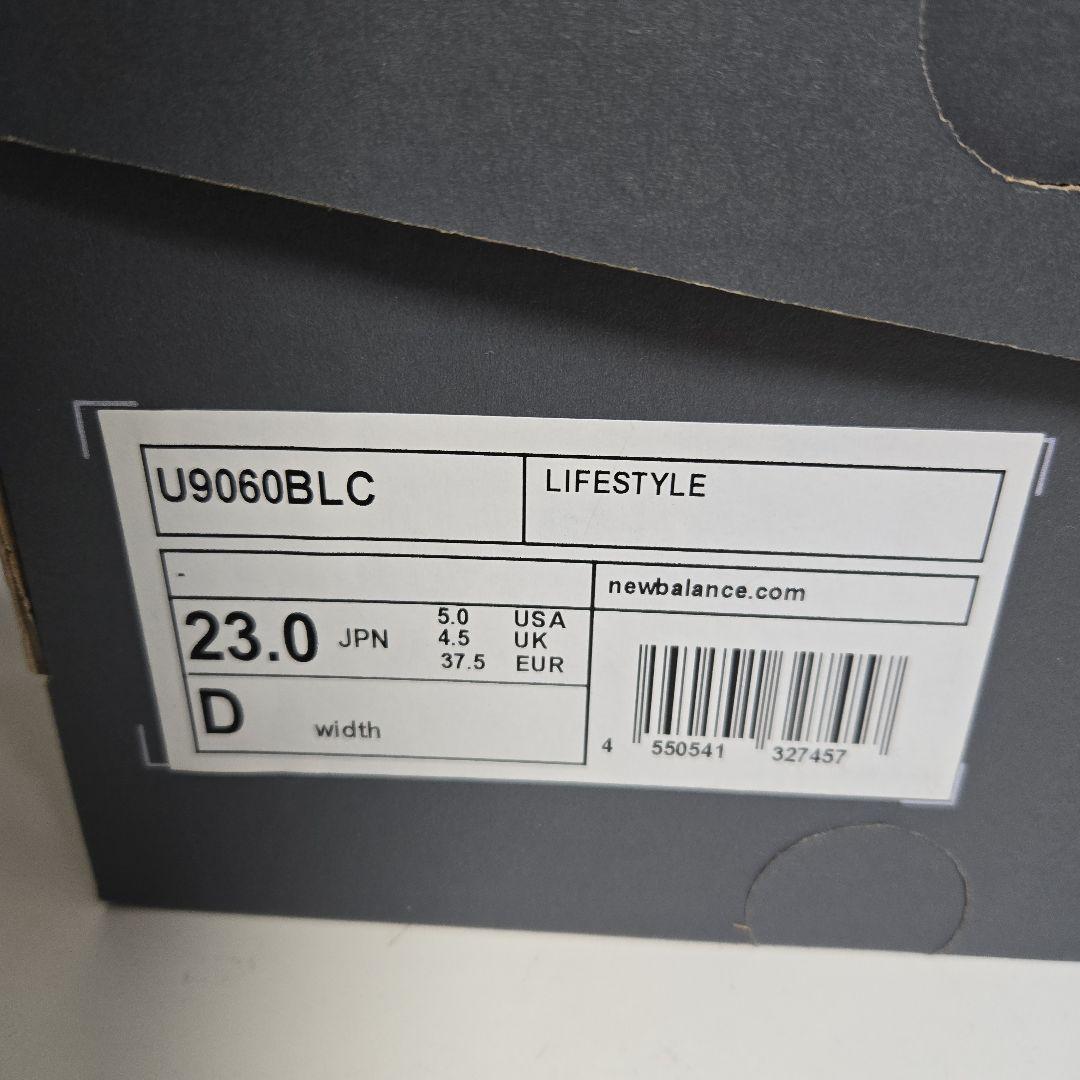 U9060BLC
LIFESTYLE
-
newbalance.com
23.0 JPN
5.0 USA
4.5 UK
37.5 EUR
D width
4 550541 327457